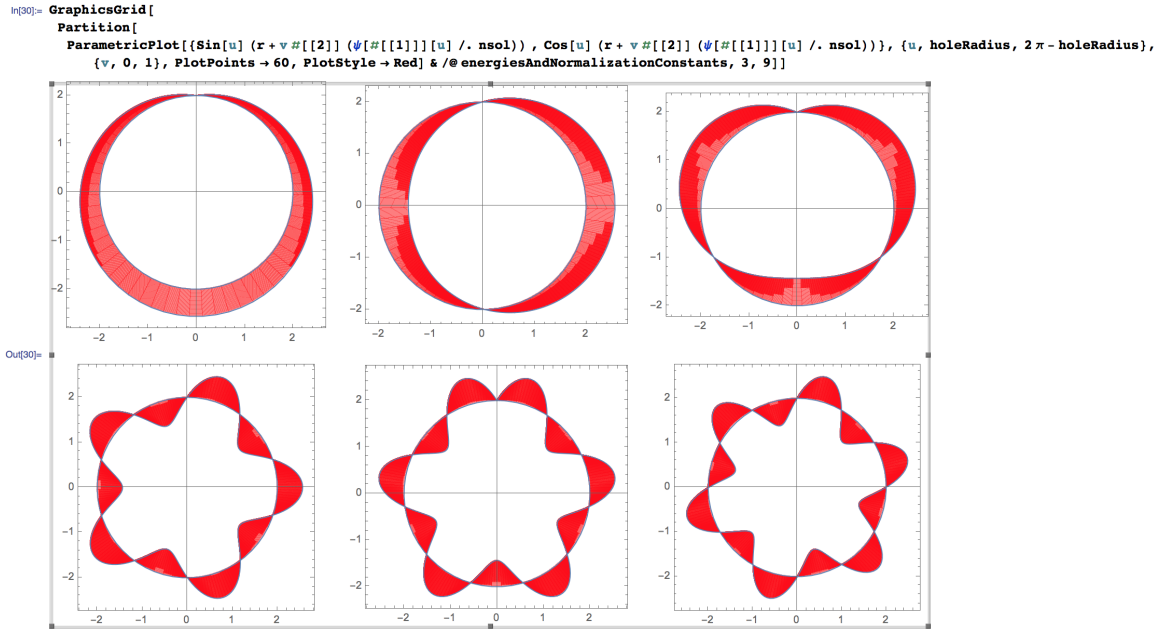 In[30]:= GraphicsGrid[
Partition[
ParametricPlot[{Sin[u] (r + v #[[2]] (ψ[#[[1]]][u] /. nsol)) , Cos[u] (r + v #[[2]] (ψ[#[[1]]][u] /. nsol))}, {u, holeRadius, 2 π - holeRadius},
{v, 0, 1}, PlotPoints → 60, PlotStyle → Red] & /@ energiesAndNormalizationConstants, 3, 9]]
2 2 2
1 1 1
0 0 0
-1 -1 -1
-2 -2 -2
-2 -1 0 1 2 -2 -1 0 1 2 -2 -1 0 1 2
Out[30]=
2 2 2
1 1 1
0 0 0
-1 -1 -1
-2 -2 -2
-2 -1 0 1 2 -2 -1 0 1 2 -2 -1 0 1 2